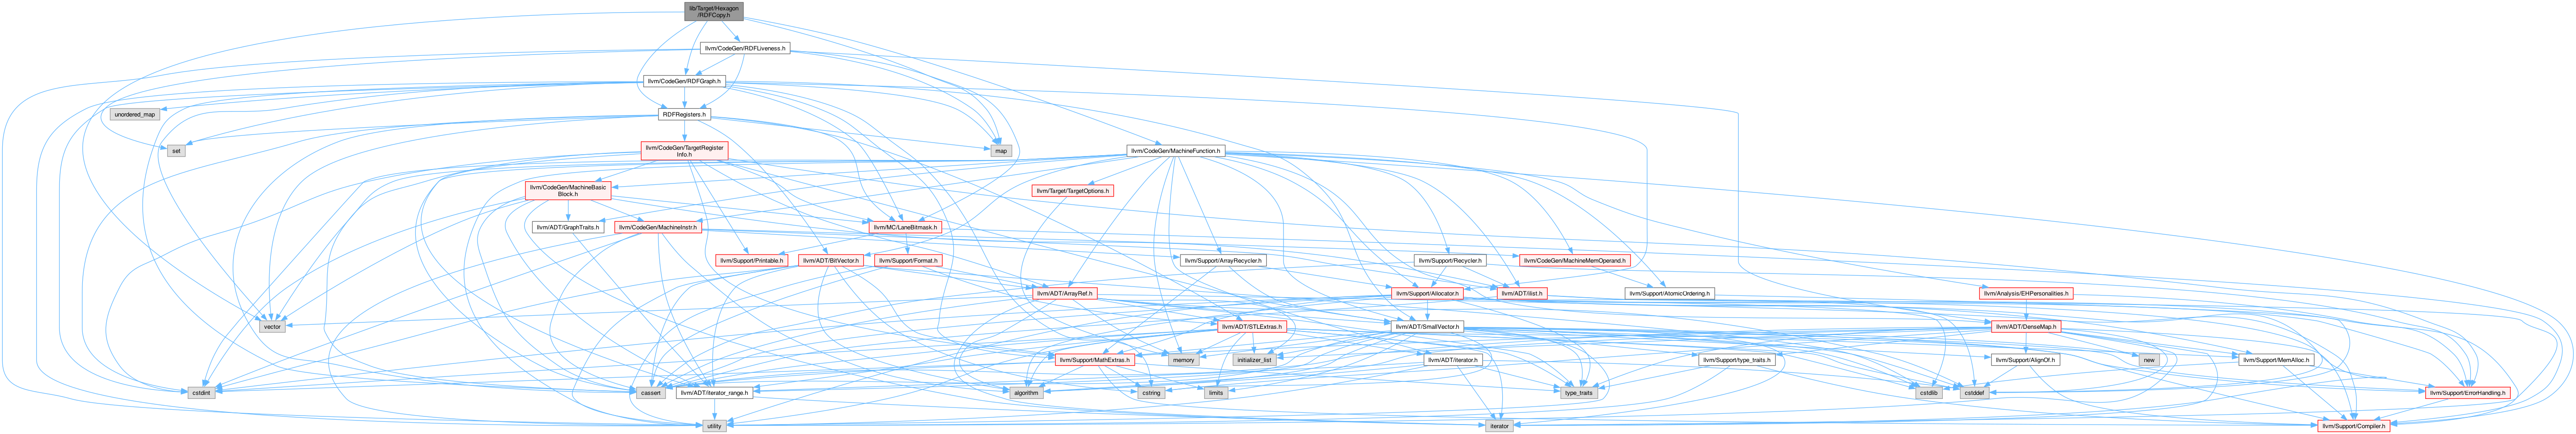 lib/Target/Hexagon
/RDFCopy.h
llvm/CodeGen/RDFLiveness.h
llvm/CodeGen/RDFGraph.h
unordered_map
RDFRegisters.h
set
llvm/CodeGen/TargetRegister
Info.h
llvm/CodeGen/MachineFunction.h
map
llvm/CodeGen/MachineBasic
Block.h
llvm/Target/TargetOptions.h
llvm/ADT/GraphTraits.h
llvm/CodeGen/MachineInstr.h
llvm/MC/LaneBitmask.h
llvm/Support/Printable.h
llvm/ADT/BitVector.h
llvm/Support/Format.h
llvm/Support/ArrayRecycler.h
llvm/Support/Recycler.h
llvm/CodeGen/MachineMemOperand.h
llvm/ADT/ArrayRef.h
llvm/Support/Allocator.h
llvm/ADT/ilist.h
llvm/Support/AtomicOrdering.h
llvm/Analysis/EHPersonalities.h
vector
llvm/ADT/STLExtras.h
llvm/ADT/SmallVector.h
llvm/ADT/DenseMap.h
llvm/Support/MathExtras.h
memory
initializer_list
llvm/ADT/iterator.h
llvm/Support/type_traits.h
llvm/Support/AlignOf.h
new
llvm/Support/MemAlloc.h
cstdint
cassert
llvm/ADT/iterator_range.h
algorithm
cstring
limits
type_traits
cstdlib
cstddef
llvm/Support/ErrorHandling.h
utility
iterator
llvm/Support/Compiler.h